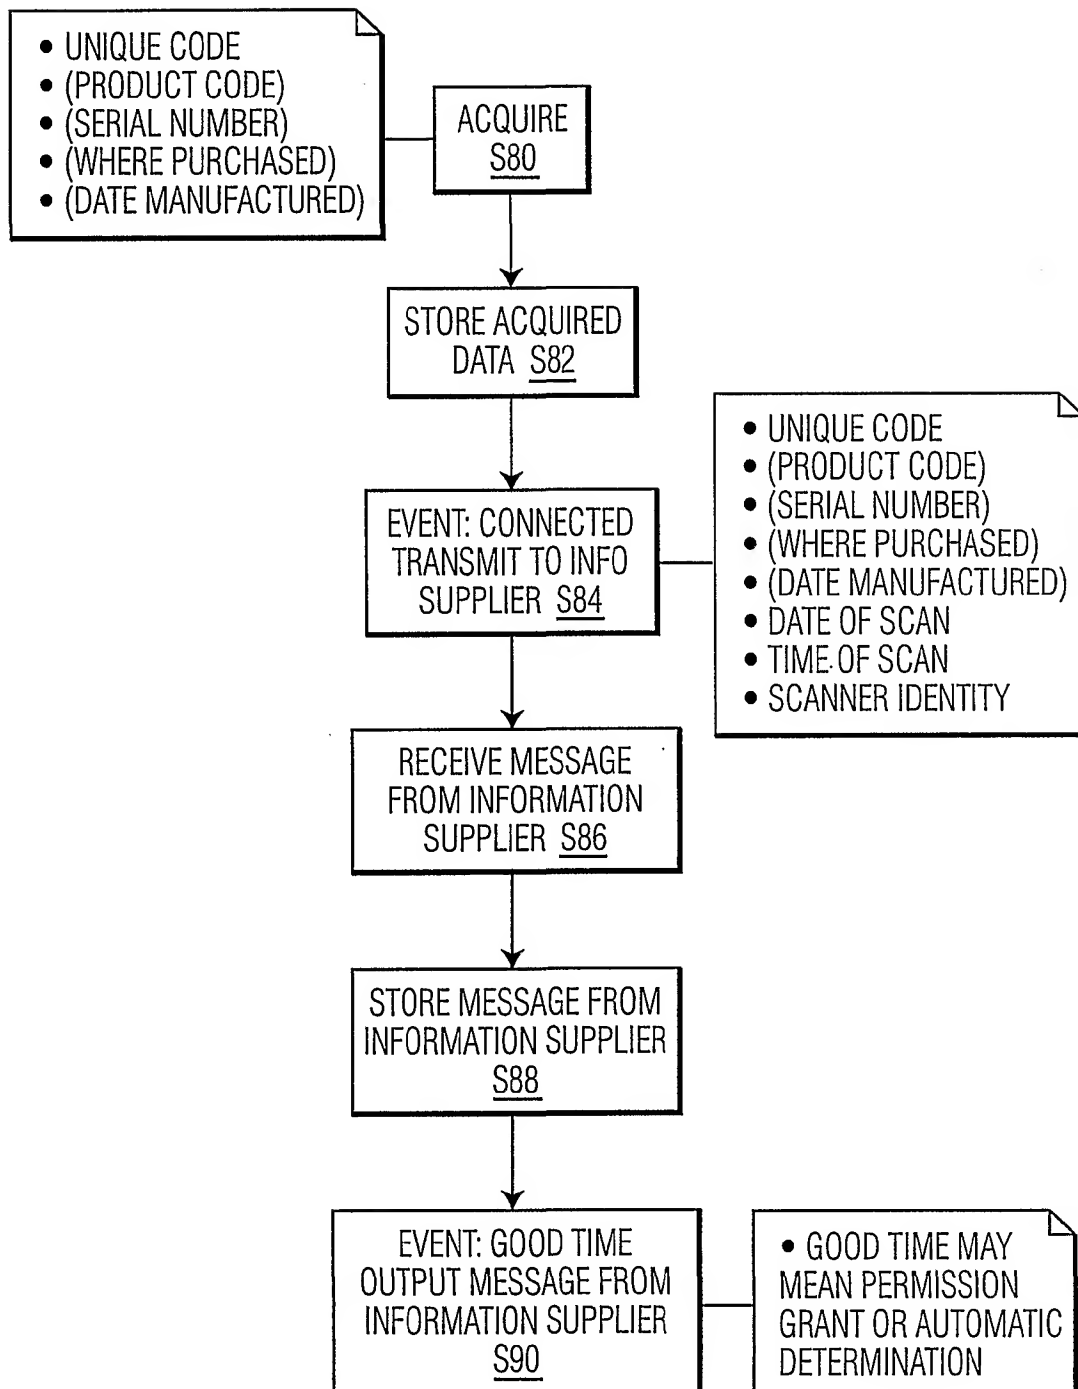 • UNIQUE CODE
• (PRODUCT CODE)
• (SERIAL NUMBER)
• (WHERE PURCHASED)
• (DATE MANUFACTURED)
ACQUIRE
S80
STORE ACQUIRED
DATA S82
EVENT: CONNECTED
TRANSMIT TO INFO
SUPPLIER S84
• UNIQUE CODE
• (PRODUCT CODE)
• (SERIAL NUMBER)
• (WHERE PURCHASED)
• (DATE MANUFACTURED)
• DATE OF SCAN
• TIME OF SCAN
• SCANNER IDENTITY
RECEIVE MESSAGE
FROM INFORMATION
SUPPLIER S86
STORE MESSAGE FROM
INFORMATION SUPPLIER
S88
EVENT: GOOD TIME
OUTPUT MESSAGE FROM
INFORMATION SUPPLIER
S90
• GOOD TIME MAY
MEAN PERMISSION
GRANT OR AUTOMATIC
DETERMINATION